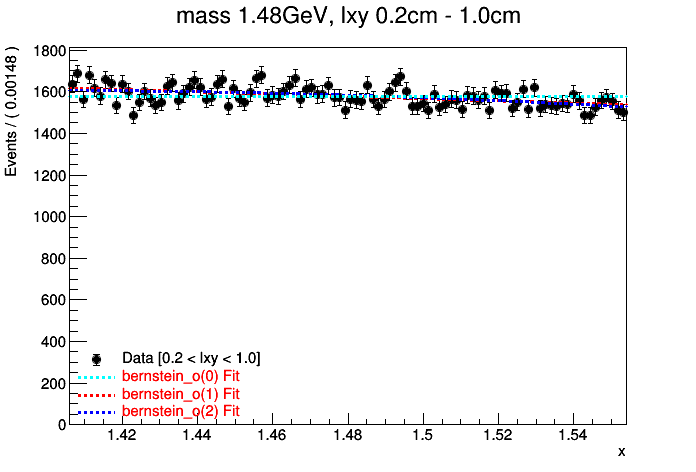 mass 1.48GeV, lxy 0.2cm - 1.0cm
Events / ( 0.00148 )
1800
1600
1400
1200
1000
800
600
400
200
0
Data [0.2 < lxy < 1.0]
bernstein_o(0) Fit
bernstein_o(1) Fit
bernstein_o(2) Fit
1.42 1.44 1.46 1.48 1.5 1.52 1.54
x